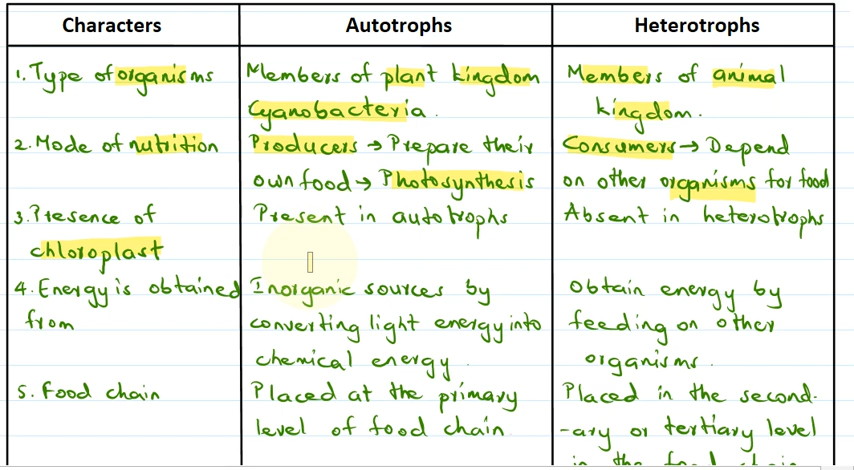 Characters Autotrophs Heterotrophs
1. Type of organisms Members of plant kingdom Members of animal
Cyanobacteria. kingdom.
2. Mode of nutrition Producers → Prepare their Consumers → Depend
own food → Photosynthesis on other organisms for food
3. Presence of Present in autotrophs Absent in heterotrophs
chloroplast
4. Energy is obtained Inorganic sources by Obtain energy by
from converting light energy into feeding on other
chemical energy. organisms.
5. Food chain Placed at the primary Placed in the second-
level of food chain -ary or tertiary level
in the food chain